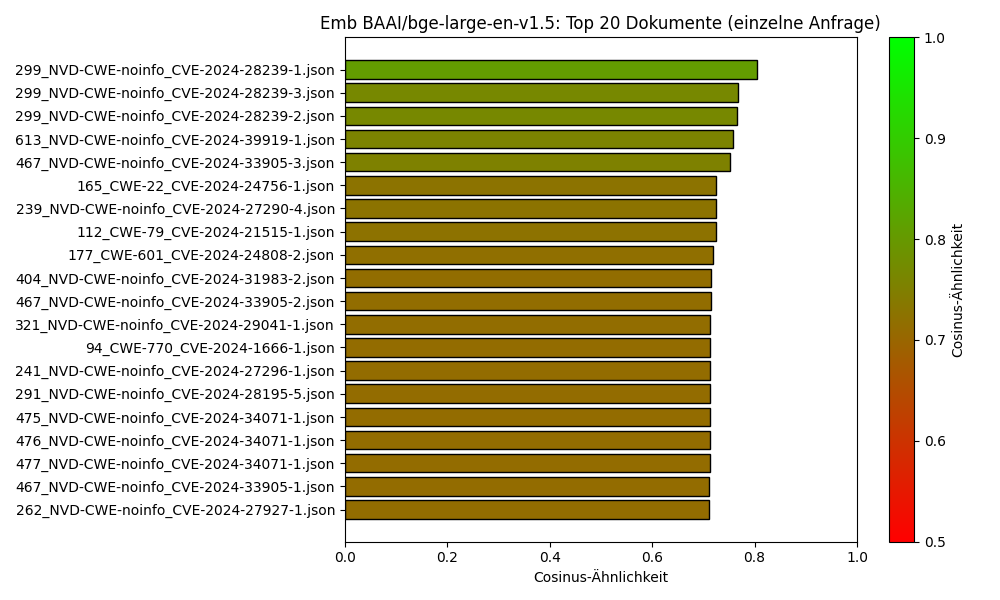 Emb BAAI/bge-large-en-v1.5: Top 20 Dokumente (einzelne Anfrage)
299_NVD-CWE-noinfo_CVE-2024-28239-1.json
299_NVD-CWE-noinfo_CVE-2024-28239-3.json
299_NVD-CWE-noinfo_CVE-2024-28239-2.json
613_NVD-CWE-noinfo_CVE-2024-39919-1.json
467_NVD-CWE-noinfo_CVE-2024-33905-3.json
165_CWE-22_CVE-2024-24756-1.json
239_NVD-CWE-noinfo_CVE-2024-27290-4.json
112_CWE-79_CVE-2024-21515-1.json
177_CWE-601_CVE-2024-24808-2.json
404_NVD-CWE-noinfo_CVE-2024-31983-2.json
467_NVD-CWE-noinfo_CVE-2024-33905-2.json
321_NVD-CWE-noinfo_CVE-2024-29041-1.json
94_CWE-770_CVE-2024-1666-1.json
241_NVD-CWE-noinfo_CVE-2024-27296-1.json
291_NVD-CWE-noinfo_CVE-2024-28195-5.json
475_NVD-CWE-noinfo_CVE-2024-34071-1.json
476_NVD-CWE-noinfo_CVE-2024-34071-1.json
477_NVD-CWE-noinfo_CVE-2024-34071-1.json
467_NVD-CWE-noinfo_CVE-2024-33905-1.json
262_NVD-CWE-noinfo_CVE-2024-27927-1.json
0.0 0.2 0.4 0.6 0.8 1.0
Cosinus-Ähnlichkeit
1.0
0.9
0.8
0.7
0.6
0.5
Cosinus-Ähnlichkeit